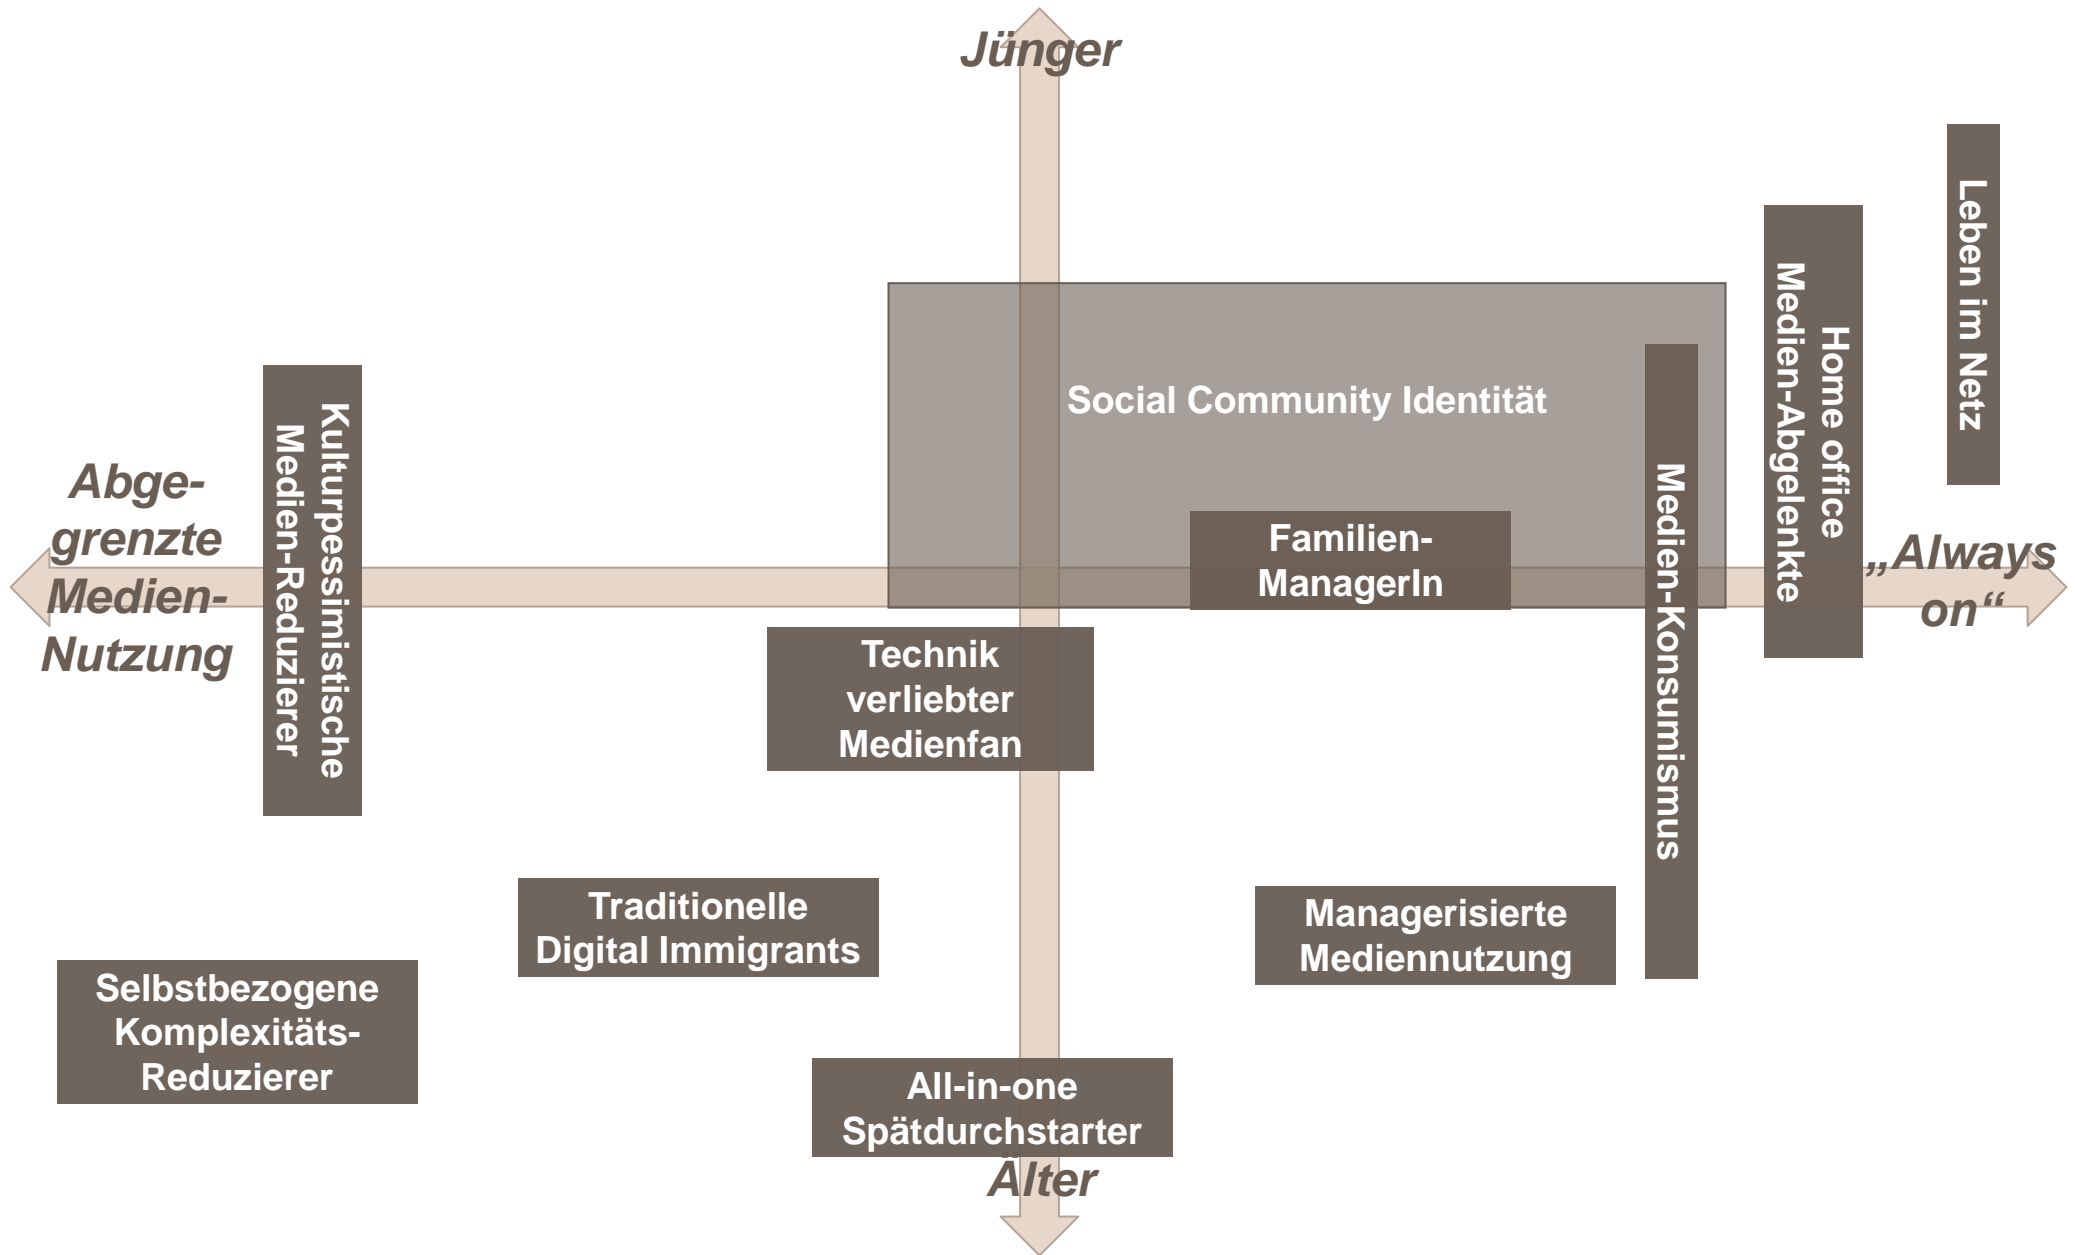 Jünger
Leben im Netz
Home office
Medien-Abgelenkte
Social Community Identität
Kulturpessimistische
Medien-Reduzierer
Medien-Konsumismus
Abge-
grenzte
Medien-
Nutzung
Familien-
ManagerIn
„Always
on“
Technik
verliebter
Medienfan
Traditionelle
Digital Immigrants
Managerisierte
Mediennutzung
Selbstbezogene
Komplexitäts-
Reduzierer
All-in-one
Spätdurchstarter
Älter